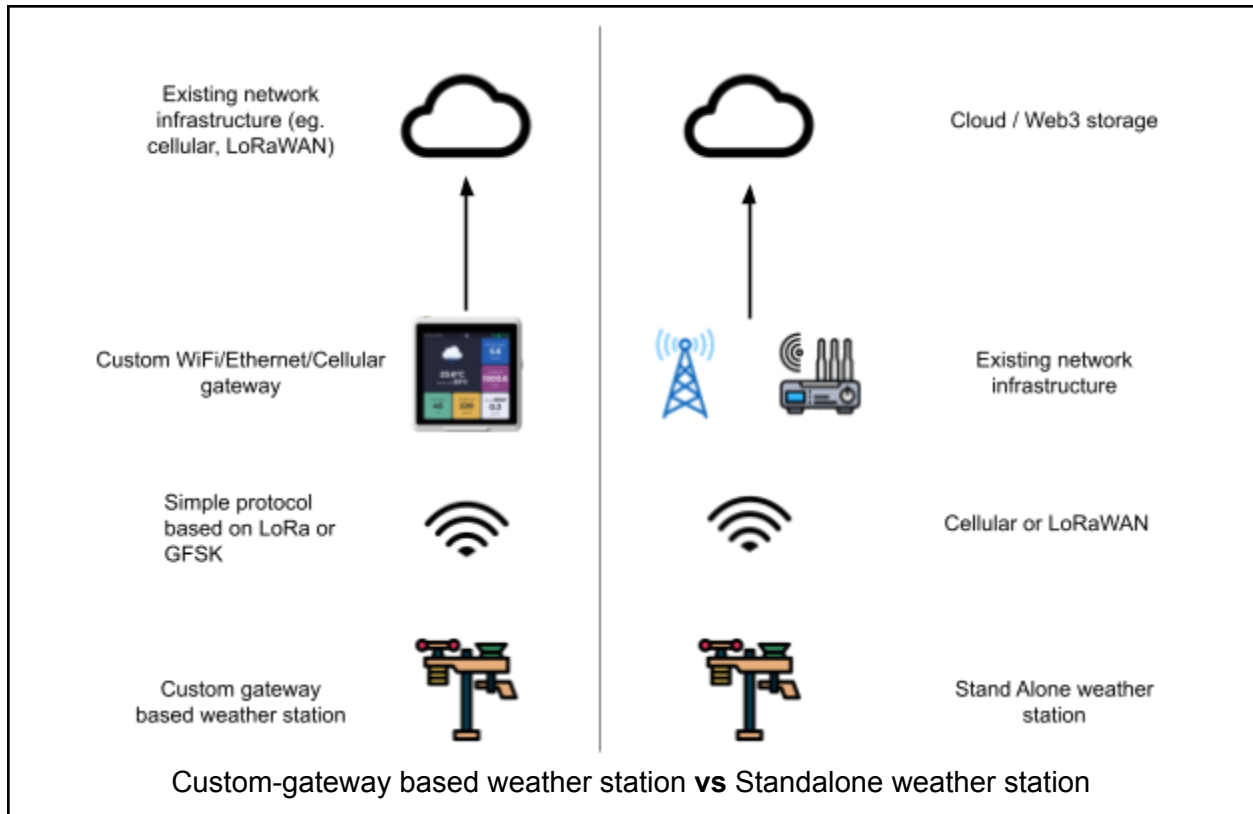 Existing network
infrastructure (eg.
cellular, LoRaWAN)
Custom WiFi/Ethernet/Cellular
gateway
Simple protocol
based on LoRa or
GFSK
Custom gateway
based weather station
Cloud / Web3 storage
Existing network
infrastructure
Cellular or LoRaWAN
Stand Alone weather
station
Custom-gateway based weather station vs Standalone weather station